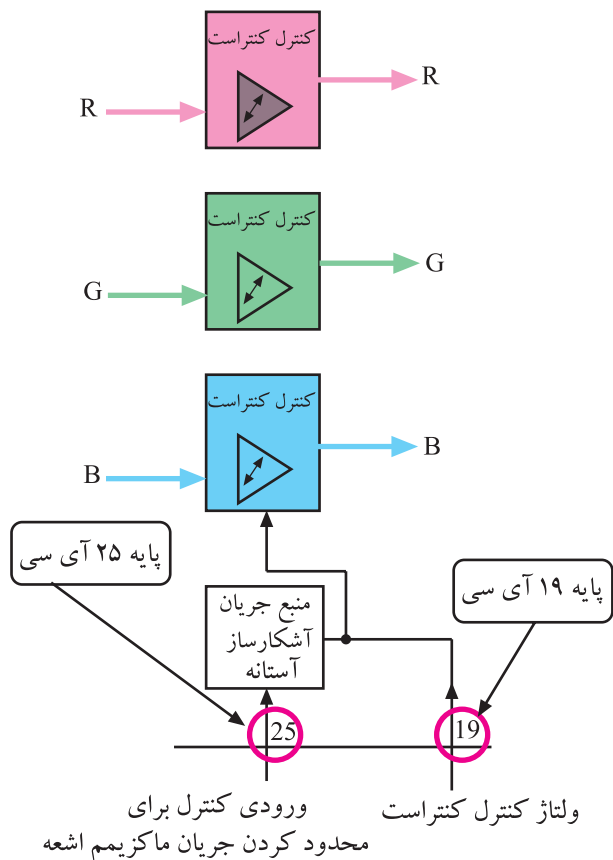 کنترل کنتراست
R
R
کنترل کنتراست
G
G
کنترل کنتراست
B
B
پایه ۲۵ آی سی
پایه ۱۹ آی سی
منبع جریان
آشکارساز
آستانه
25
19
ورودی کنترل برای
محدود کردن جریان ماکزیمم اشعه
ولتاژ کنترل کنتراست